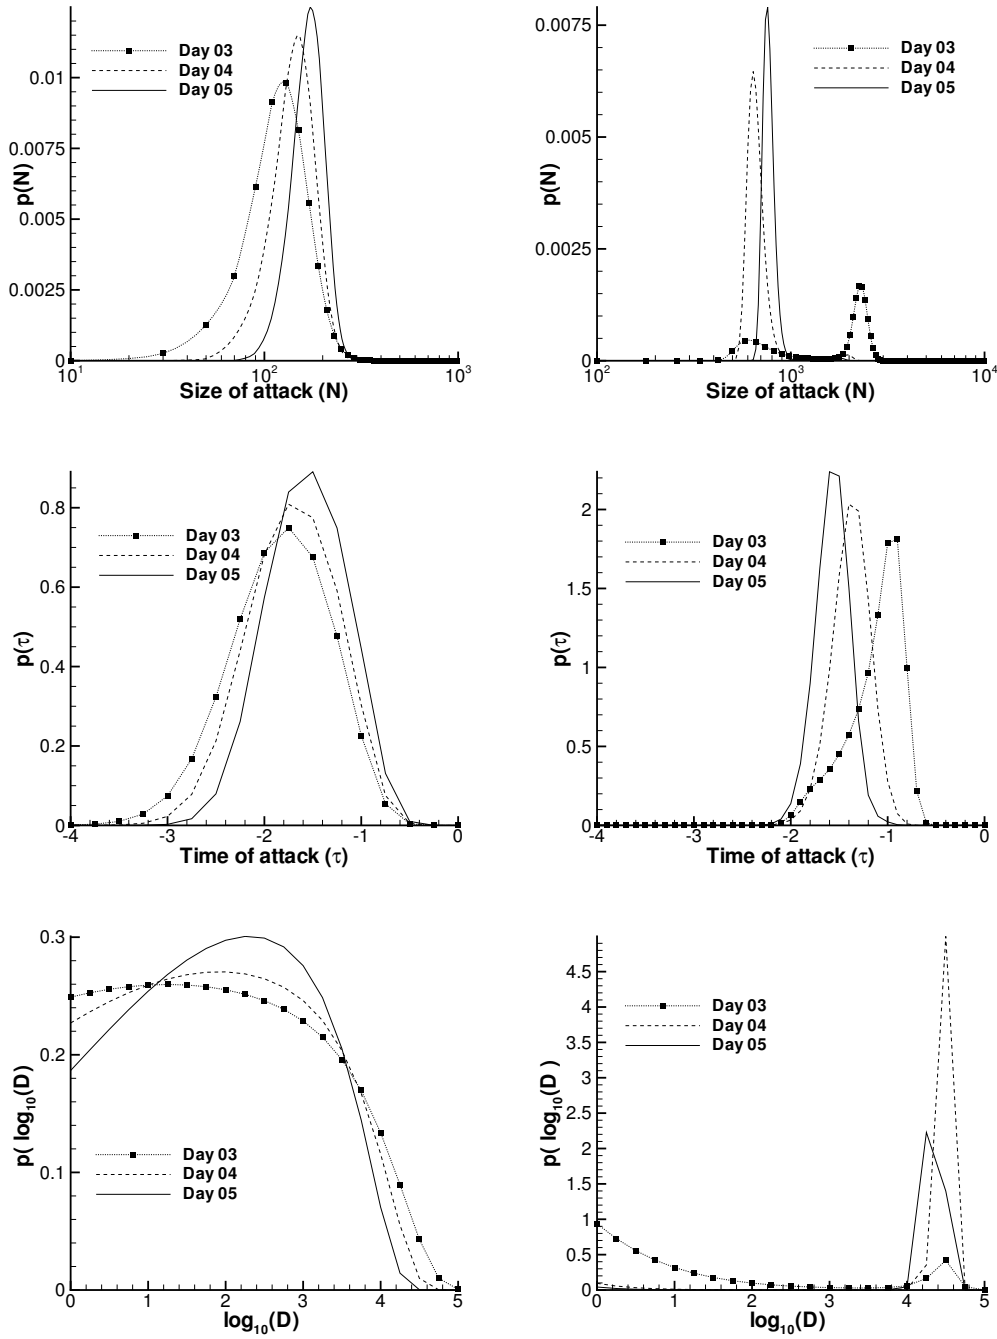 p(N)
0.01
0.0075
0.005
0.0025
0
10^1
10^2
10^3
Size of attack (N)
Day 03
Day 04
Day 05
p(N)
0.0075
0.005
0.0025
0
10^2
10^3
10^4
Size of attack (N)
Day 03
Day 04
Day 05
p(τ)
0.8
0.6
0.4
0.2
0
-4
-3
-2
-1
0
Time of attack (τ)
Day 03
Day 04
Day 05
p(τ)
2
1.5
1
0.5
0
-4
-3
-2
-1
0
Time of attack (τ)
Day 03
Day 04
Day 05
p( log₁₀(D)
0.3
0.2
0.1
0
0
1
2
3
4
5
log₁₀(D)
Day 03
Day 04
Day 05
p( log₁₀(D )
4.5
4
3.5
3
2.5
2
1.5
1
0.5
0
0
1
2
3
4
5
log₁₀(D)
Day 03
Day 04
Day 05